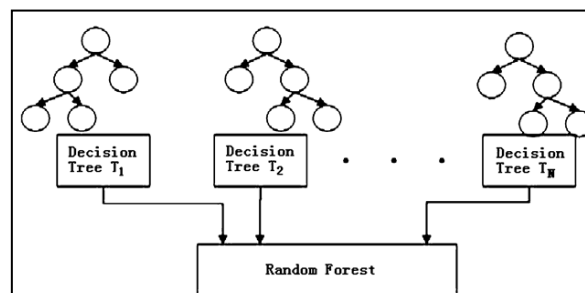 Decision
Tree T1
Decision
Tree T2
. . .
Decision
Tree TN
Random Forest